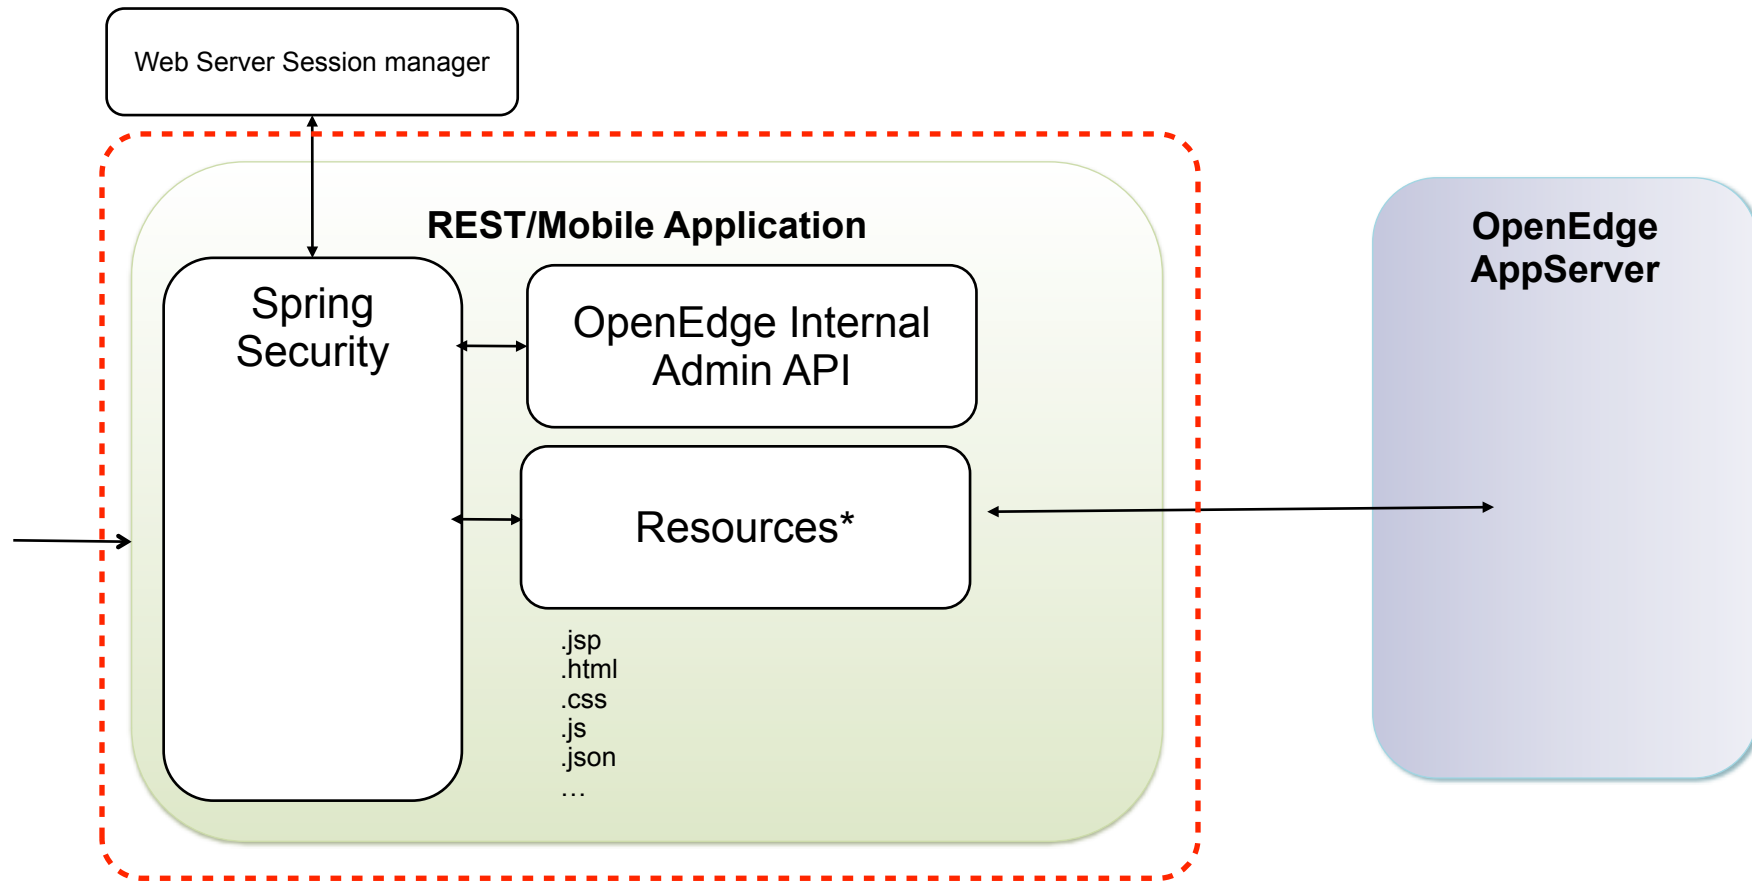 Web Server Session manager
REST/Mobile Application
OpenEdge
AppServer
Spring
Security
OpenEdge Internal
Admin API
Resources*
.jsp
.html
.css
.js
.json
…